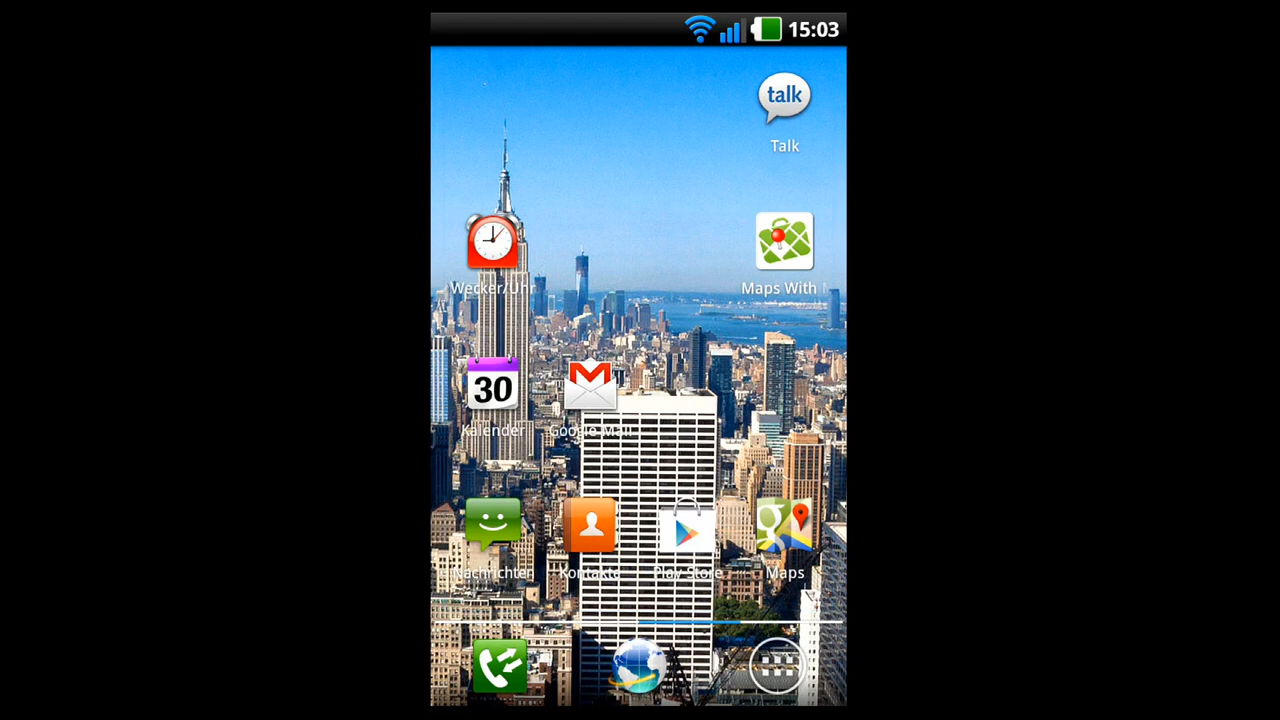 15:03
talk
Talk
Wecker/Uhr
Maps With
30
Kalender
Google Mail
Nachrichten
Kontakte
Play Store
Maps